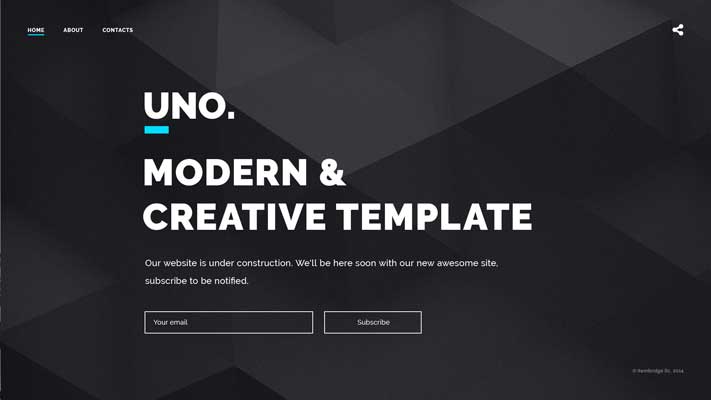 HOME ABOUT CONTACTS
UNO.
MODERN &
CREATIVE TEMPLATE
Our website is under construction. We'll be here soon with our new awesome site,
subscribe to be notified.
Your email Subscribe
© llc, 2014